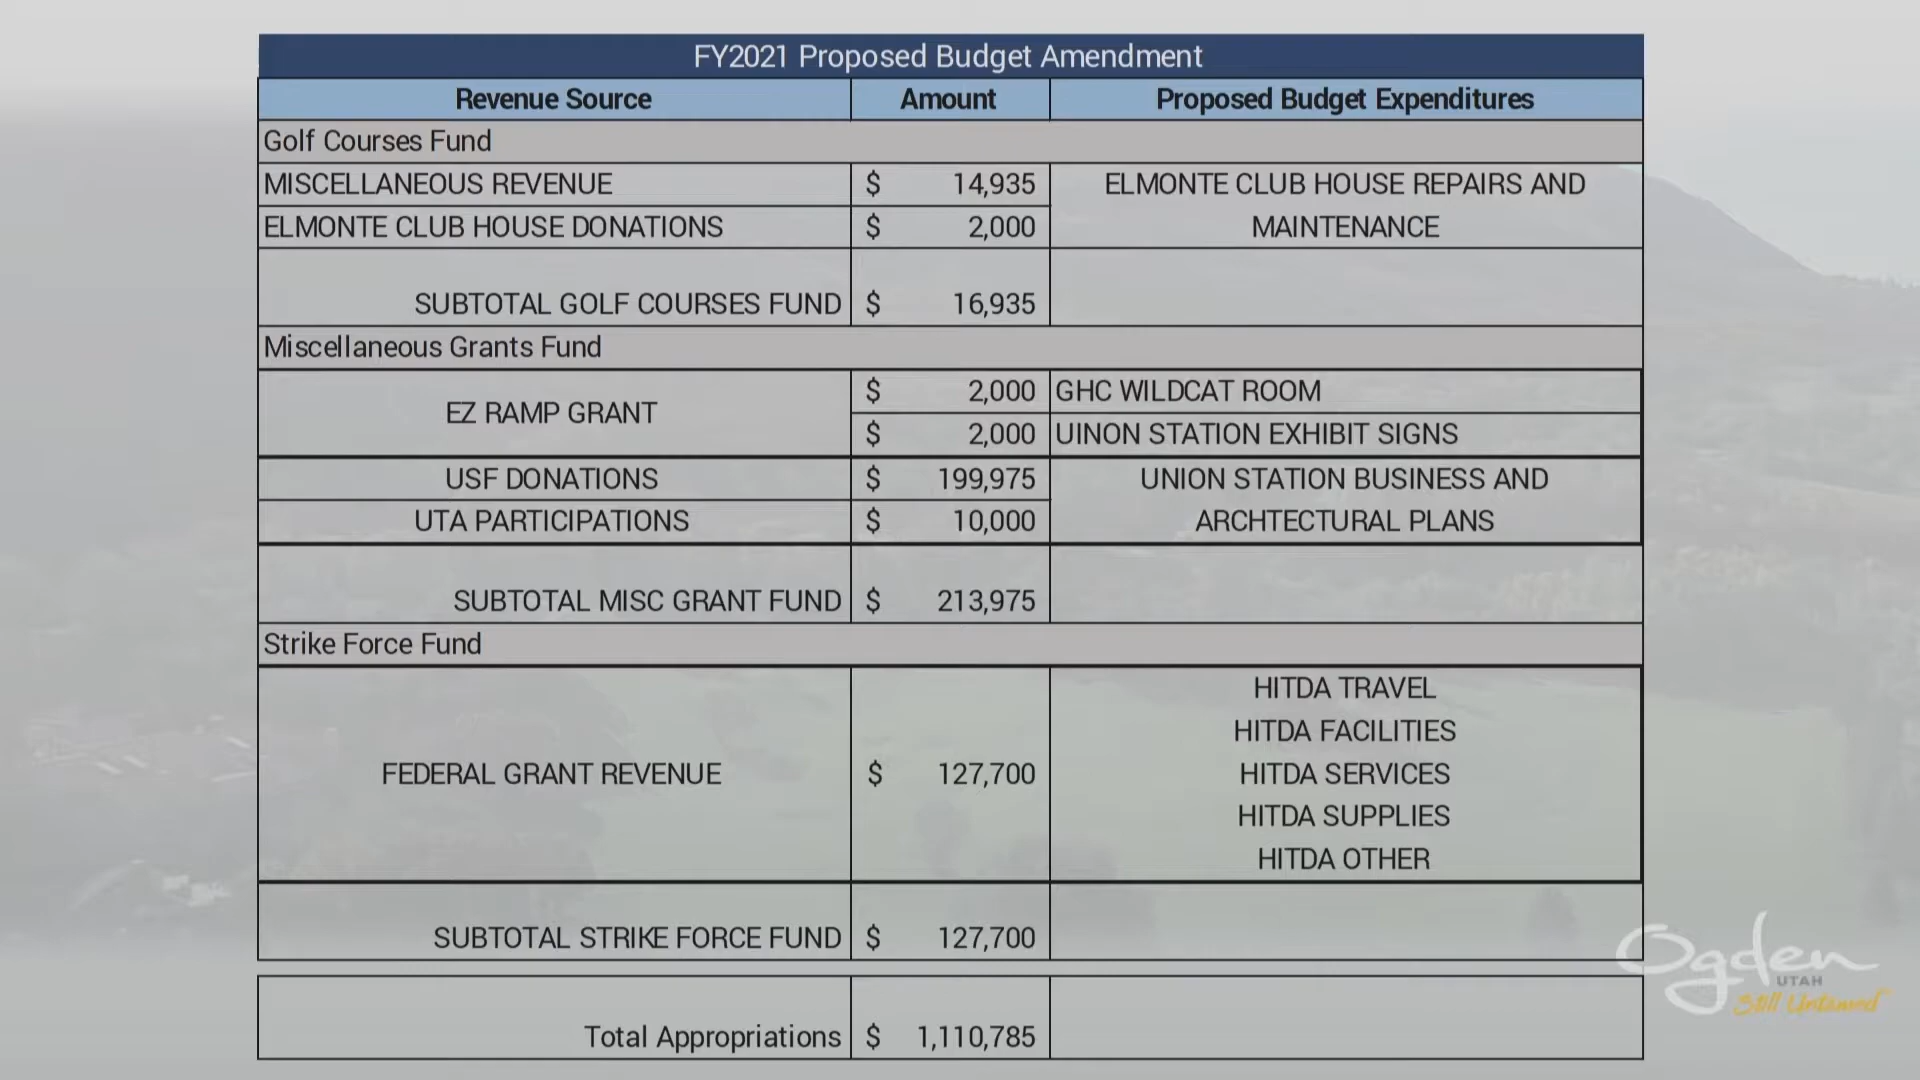 FY2021 Proposed Budget Amendment
Revenue Source Amount Proposed Budget Expenditures
Golf Courses Fund
MISCELLANEOUS REVENUE $ 14,935 ELMONTE CLUB HOUSE REPAIRS AND
ELMONTE CLUB HOUSE DONATIONS $ 2,000 MAINTENANCE
SUBTOTAL GOLF COURSES FUND $ 16,935
Miscellaneous Grants Fund
EZ RAMP GRANT
$ 2,000 GHC WILDCAT ROOM
$ 2,000 UINON STATION EXHIBIT SIGNS
USF DONATIONS $ 199,975 UNION STATION BUSINESS AND
UTA PARTICIPATIONS $ 10,000 ARCHTECTURAL PLANS
SUBTOTAL MISC GRANT FUND $ 213,975
Strike Force Fund
FEDERAL GRANT REVENUE $ 127,700
HITDA TRAVEL
HITDA FACILITIES
HITDA SERVICES
HITDA SUPPLIES
HITDA OTHER
SUBTOTAL STRIKE FORCE FUND $ 127,700
Total Appropriations $ 1,110,785
Ogden
UTAH
Still Untamed